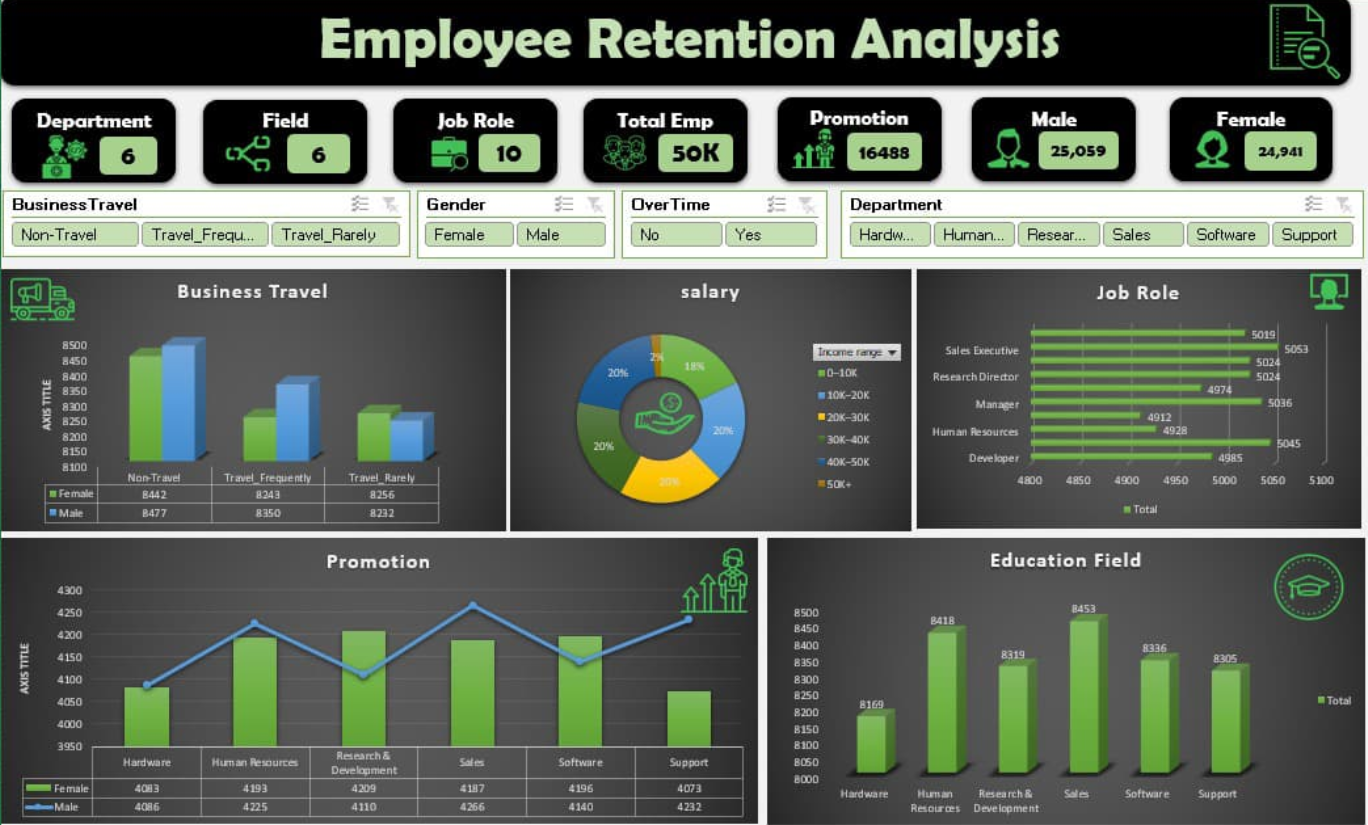 Employee Retention Analysis
Department
6
Field
6
Job Role
10
Total Emp
50K
Promotion
16488
Male
25,059
Female
24,941
BusinessTravel
Non-Travel Travel_Frequ... Travel_Rarely
Gender
Female Male
OverTime
No Yes
Department
Hardw... Human... Resear... Sales Software Support
Business Travel
AXIS TITLE
8500
8450
8400
8350
8300
8250
8200
8150
8100
Non-Travel Travel_Frequently Travel_Rarely
Female 8442 8243 8256
Male 8477 8350 8232
salary
2%
18%
20%
20%
20%
20%
Income range
0–10K
10K–20K
20K–30K
30K–40K
40K–50K
50K+
Job Role
5019
Sales Executive 5053
5024
Research Director 5024
4974
Manager 5036
4912
Human Resources 4928
5045
Developer 4985
4800 4850 4900 4950 5000 5050 5100
Total
Promotion
AXIS TITLE
4300
4250
4200
4150
4100
4050
4000
3950
Hardware Human Resources Research & Development Sales Software Support
Female 4083 4193 4209 4187 4196 4073
Male 4086 4225 4110 4266 4140 4232
Education Field
8500
8450
8400
8350
8300
8250
8200
8150
8100
8050
8000
8169 8418 8319 8453 8336 8305
Hardware Human Resources Research & Development Sales Software Support
Total